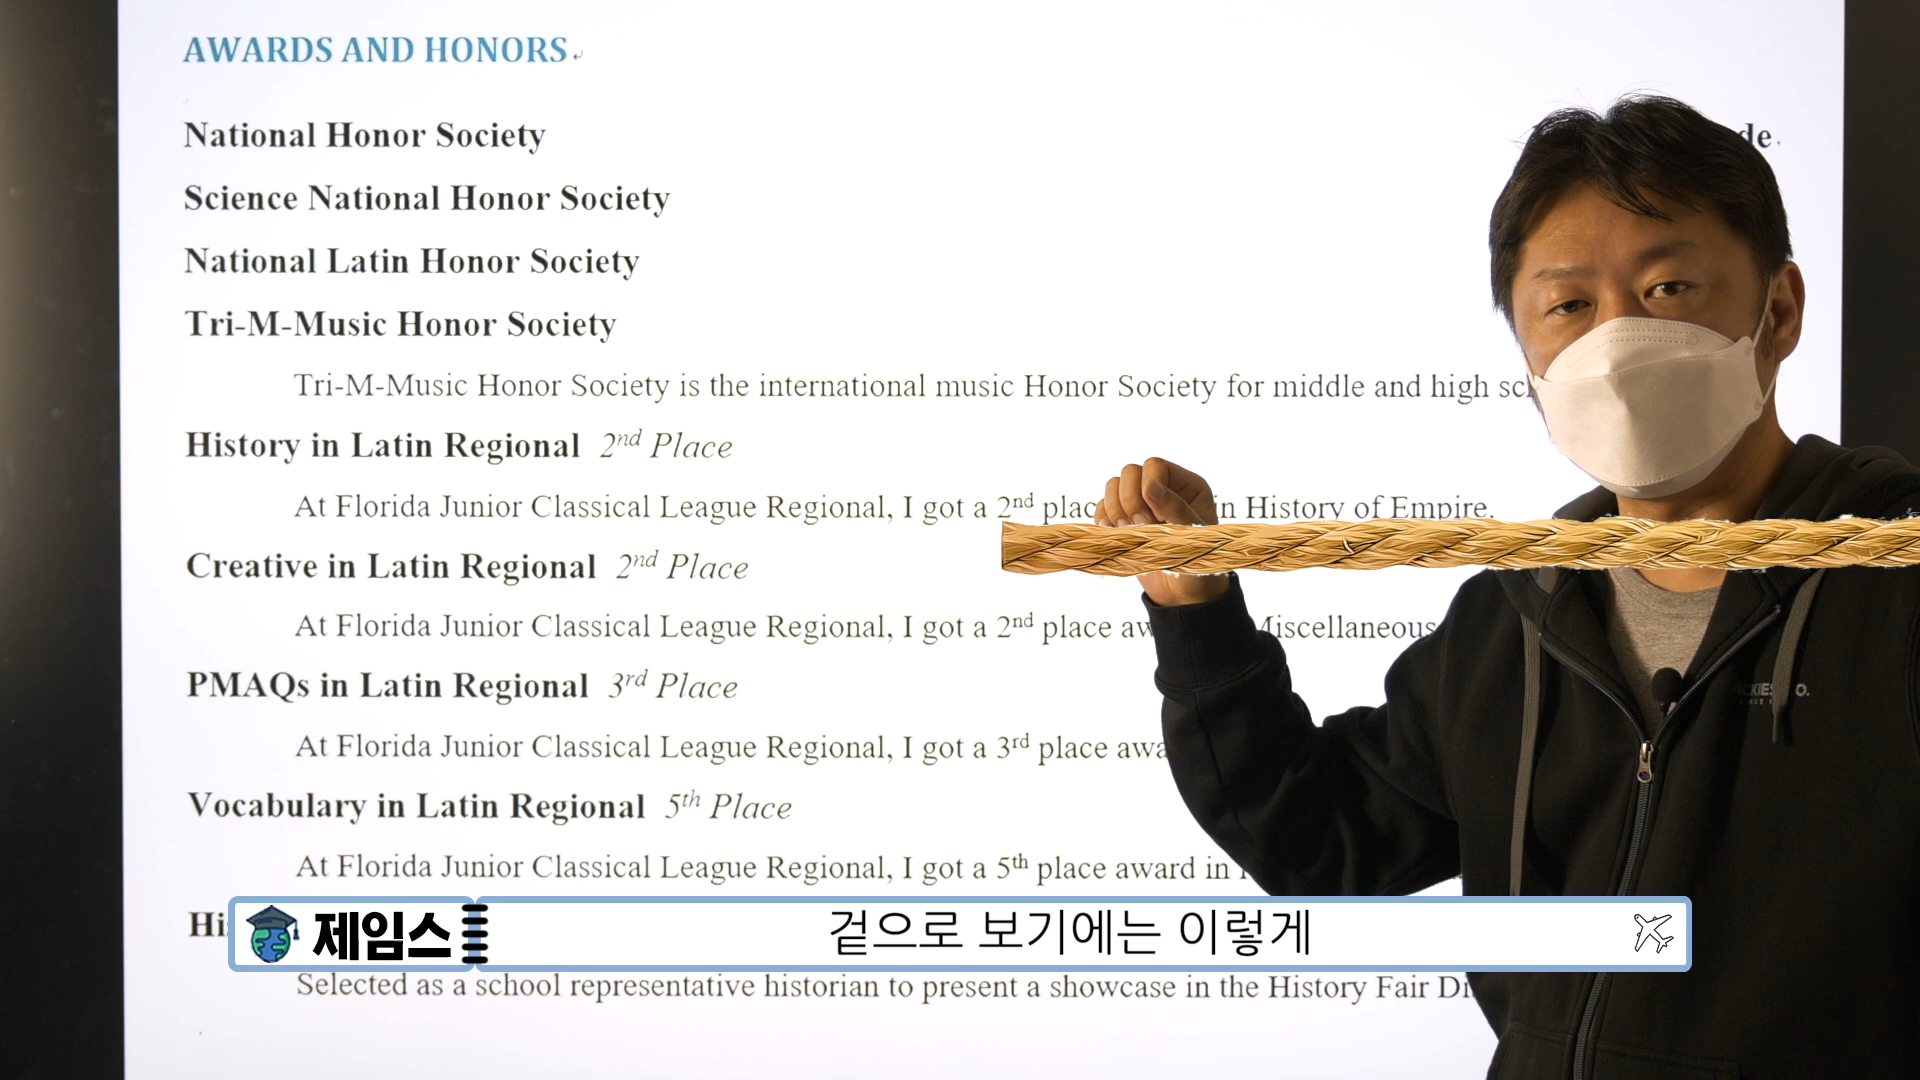 AWARDS AND HONORS
National Honor Society
Science National Honor Society
National Latin Honor Society
Tri-M-Music Honor Society
Tri-M-Music Honor Society is the international music Honor Society for middle and high
History in Latin Regional 2nd Place
At Florida Junior Classical League Regional, I got a 2nd in History of Empire.
Creative in Latin Regional 2nd Place
At Florida Junior Classical League Regional, I got a 2nd place Miscellaneous
PMAQs in Latin Regional 3rd Place
At Florida Junior Classical League Regional, I got a 3rd place
Vocabulary in Latin Regional 5th Place
At Florida Junior Classical League Regional, I got a 5th place award in
제임스 겉으로 보기에는 이렇게
Selected as a school representative historian to present a showcase in the History Fair